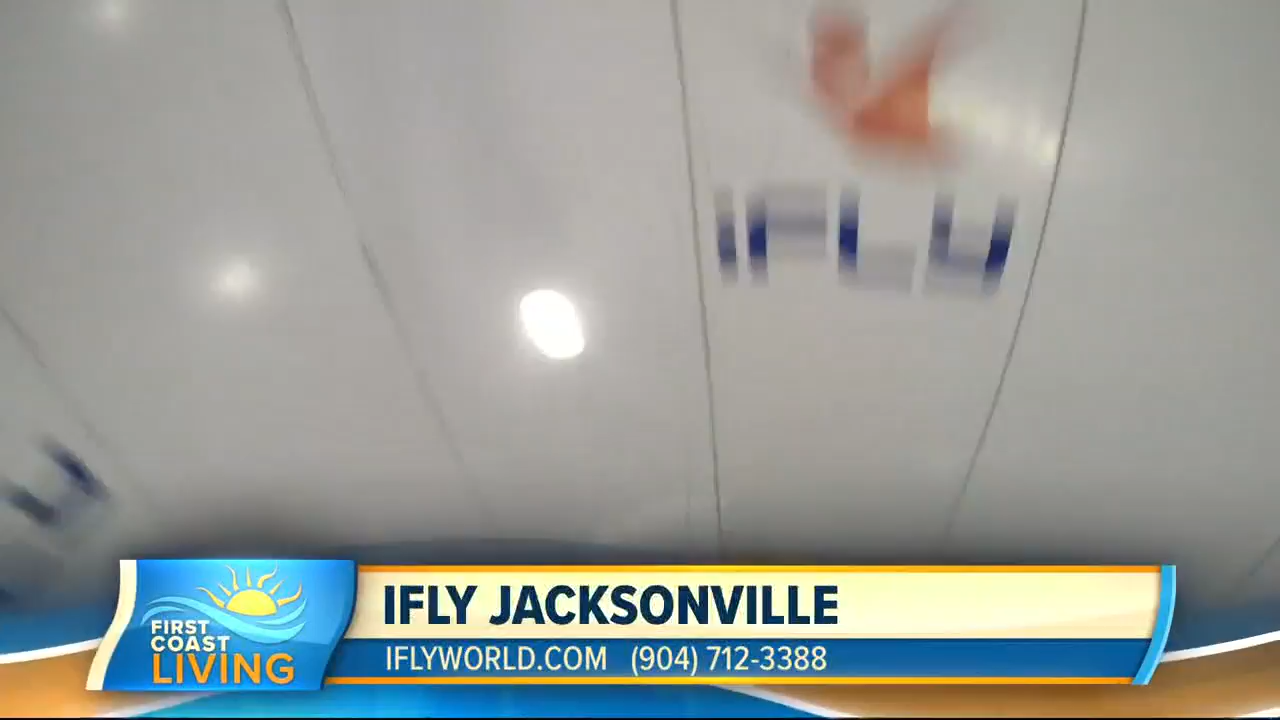 iFLY
IFLY JACKSONVILLE
IFLYWORLD.COM (904) 712-3388
FIRST
COAST
LIVING